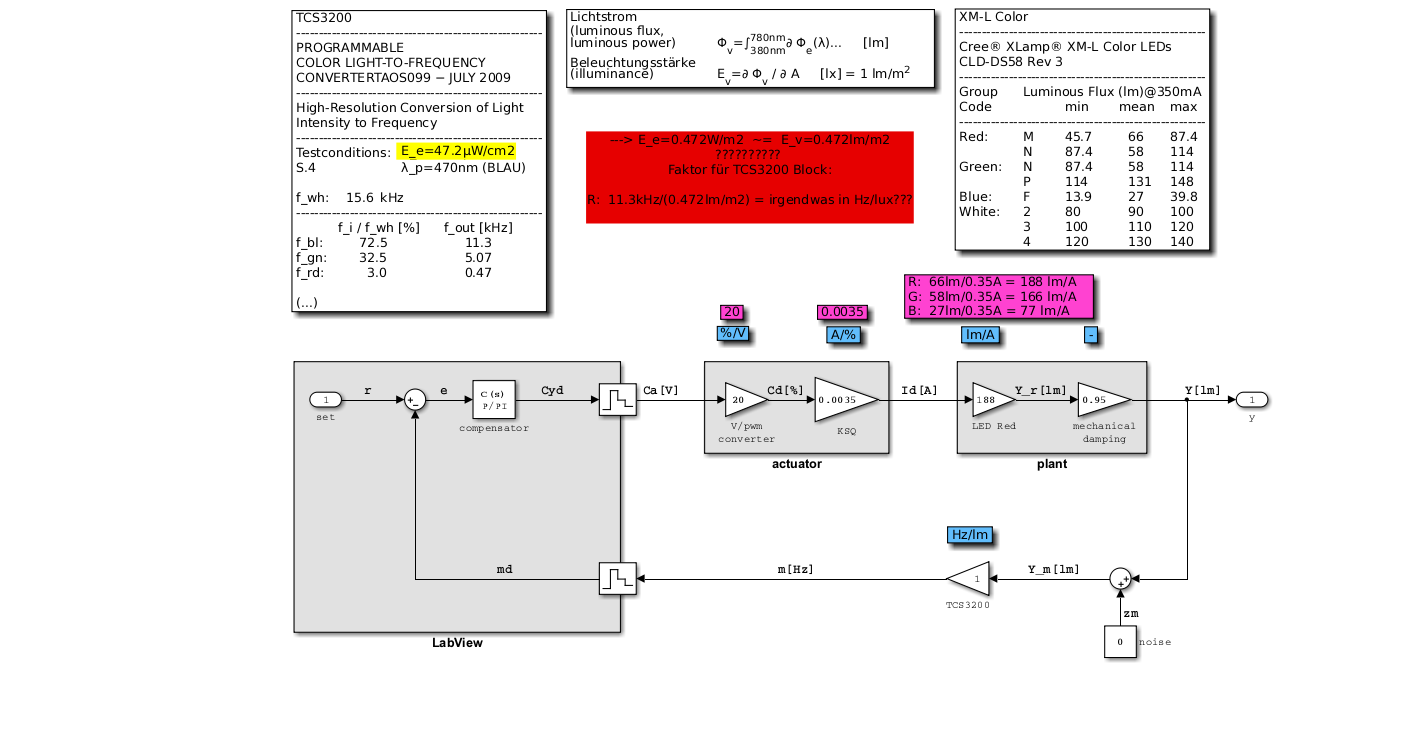 TCS3200
--------------------------------------------------
PROGRAMMABLE
COLOR LIGHT-TO-FREQUENCY
CONVERTERTAOS099 − JULY 2009
--------------------------------------------------
High-Resolution Conversion of Light
Intensity to Frequency
--------------------------------------------------
Testconditions: E_e=47.2µW/cm2
S.4 λ_p=470nm (BLAU)
f_wh: 15.6 kHz
--------------------------------------------------
f_i / f_wh [%] f_out [kHz]
f_bl: 72.5 11.3
f_gn: 32.5 5.07
f_rd: 3.0 0.47
(...)
Lichtstrom
(luminous flux,
luminous power) Φ_v=∫_380nm^780nm ∂ Φ_e(λ)... [lm]
Beleuchtungsstärke
(illuminance) E_v=∂ Φ_v / ∂ A [lx] = 1 lm/m^2
---> E_e=0.472W/m2 ~= E_v=0.472lm/m2
??????????
Faktor für TCS3200 Block:
R: 11.3kHz/(0.472lm/m2) = irgendwas in Hz/lux???
XM-L Color
--------------------------------------------------
Cree® XLamp® XM-L Color LEDs
CLD-DS58 Rev 3
--------------------------------------------------
Group Luminous Flux (lm)@350mA
Code min mean max
--------------------------------------------------
Red: M 45.7 66 87.4
N 87.4 58 114
Green: N 87.4 58 114
P 114 131 148
Blue: F 13.9 27 39.8
White: 2 80 90 100
3 100 110 120
4 120 130 140
R: 66lm/0.35A = 188 lm/A
G: 58lm/0.35A = 166 lm/A
B: 27lm/0.35A = 77 lm/A
20 0.0035
%/V A/% lm/A -
1 r +- e C(s) Cyd Ca[V] 20 Cd[%] 0.0035 Id[A] 188 Y_r[lm] 0.95 Y[lm] 1
P/PI
set
compensator
V/pwm
converter
KSQ
LED Red
mechanical
damping
y
actuator plant
Hz/lm
md m[Hz] 1 Y_m[lm] ++
TCS3200
zm
0 noise
LabView